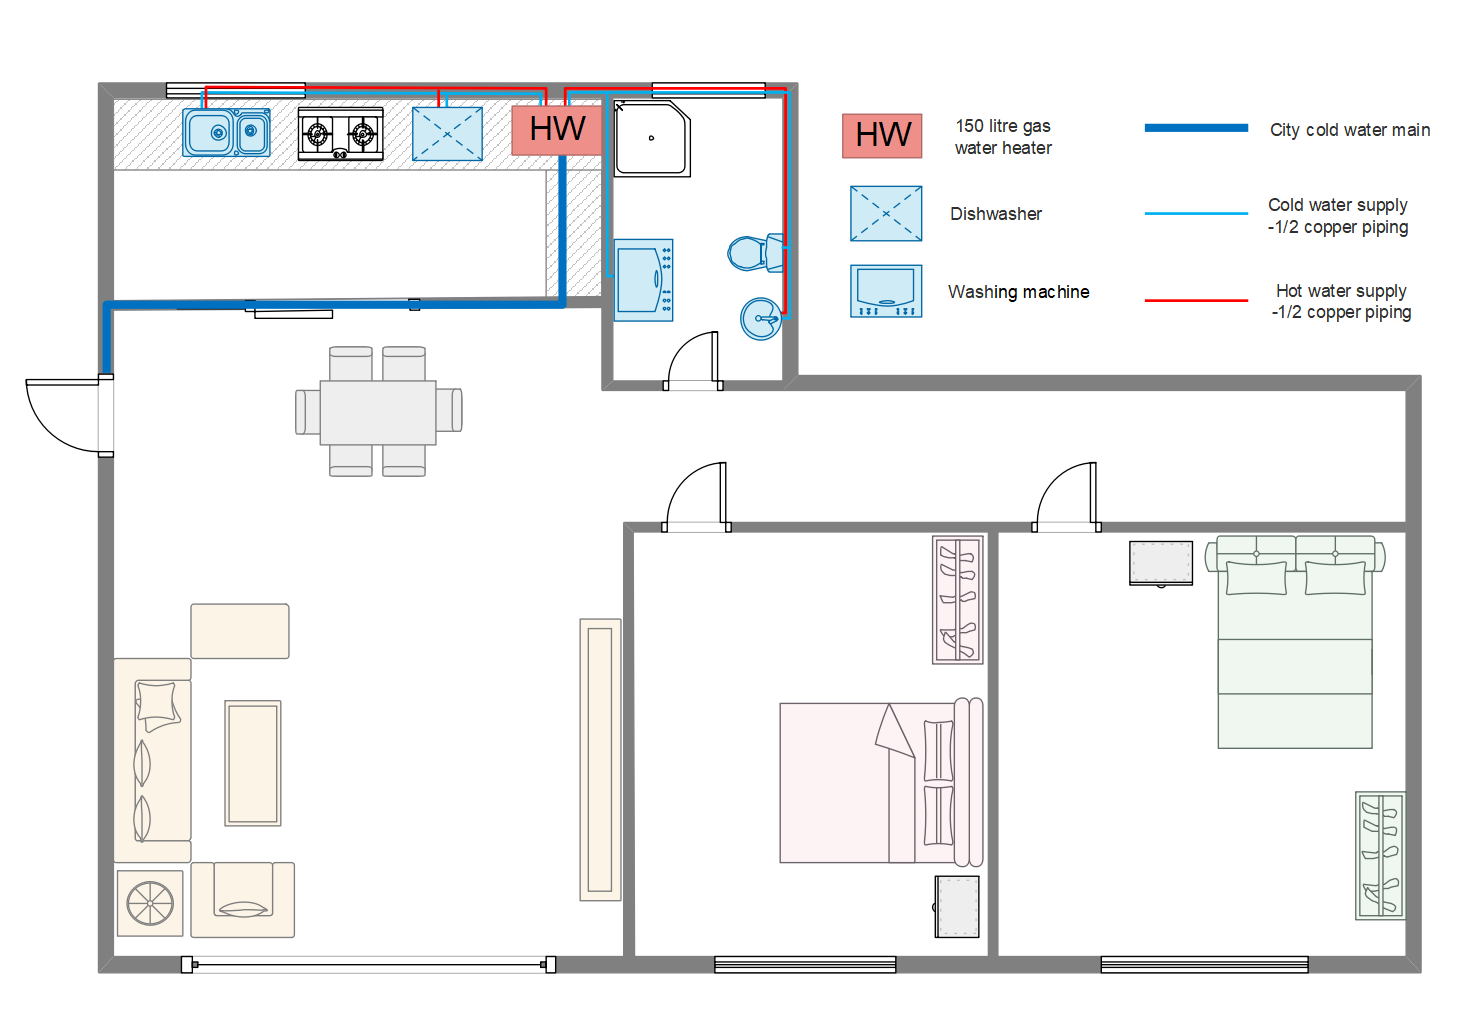 HW
HW
150 litre gas
water heater
City cold water main
Dishwasher
Cold water supply
-1/2 copper piping
Washing machine
Hot water supply
-1/2 copper piping